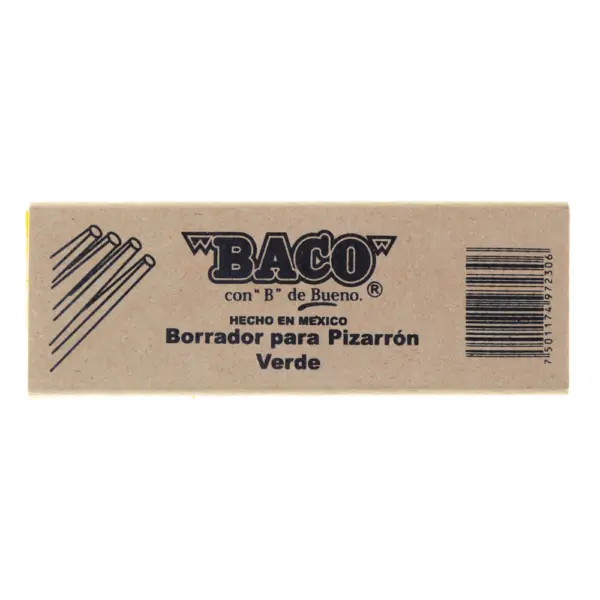 "BACO"
con "B" de Bueno.®
HECHO EN MEXICO
Borrador para Pizarrón
Verde
7501174972306